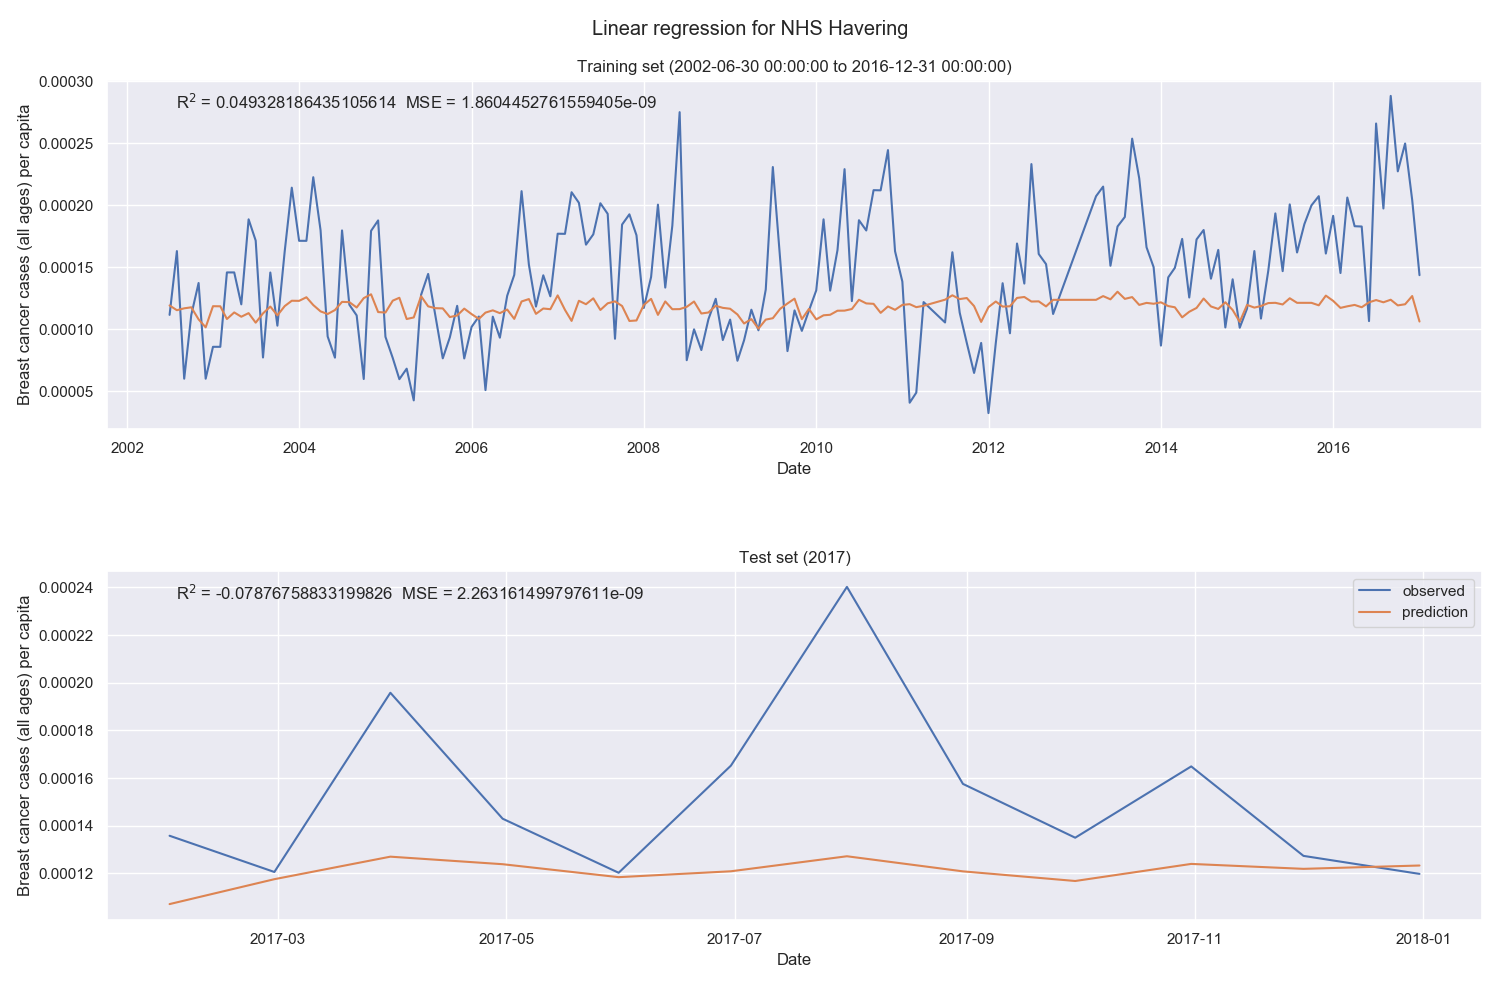 Linear regression for NHS Havering
Training set (2002-06-30 00:00:00 to 2016-12-31 00:00:00)
R² = 0.049328186435105614  MSE = 1.8604452761559405e-09
Breast cancer cases (all ages) per capita
0.00030
0.00025
0.00020
0.00015
0.00010
0.00005
2002 2004 2006 2008 2010 2012 2014 2016
Date
Test set (2017)
R² = -0.07876758833199826  MSE = 2.263161499797611e-09
observed
prediction
Breast cancer cases (all ages) per capita
0.00024
0.00022
0.00020
0.00018
0.00016
0.00014
0.00012
2017-03 2017-05 2017-07 2017-09 2017-11 2018-01
Date